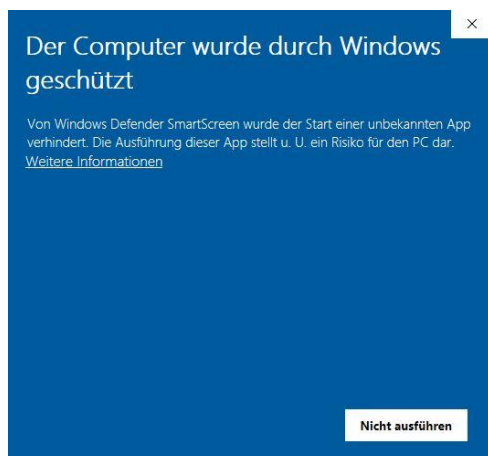 Der Computer wurde durch Windows
geschützt
Von Windows Defender SmartScreen wurde der Start einer unbekannten App
verhindert. Die Ausführung dieser App stellt u. U. ein Risiko für den PC dar.
Weitere Informationen
Nicht ausführen